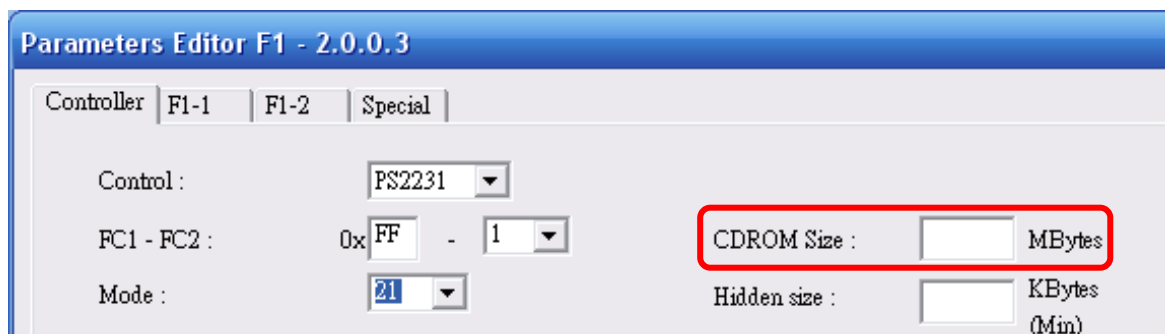 Parameters Editor F1 - 2.0.0.3
Controller F1-1 F1-2 Special
Control : PS2231
FC1 - FC2 : 0x FF - 1 CDROM Size : MBytes
Mode : 21 Hidden size : KBytes
(Min)